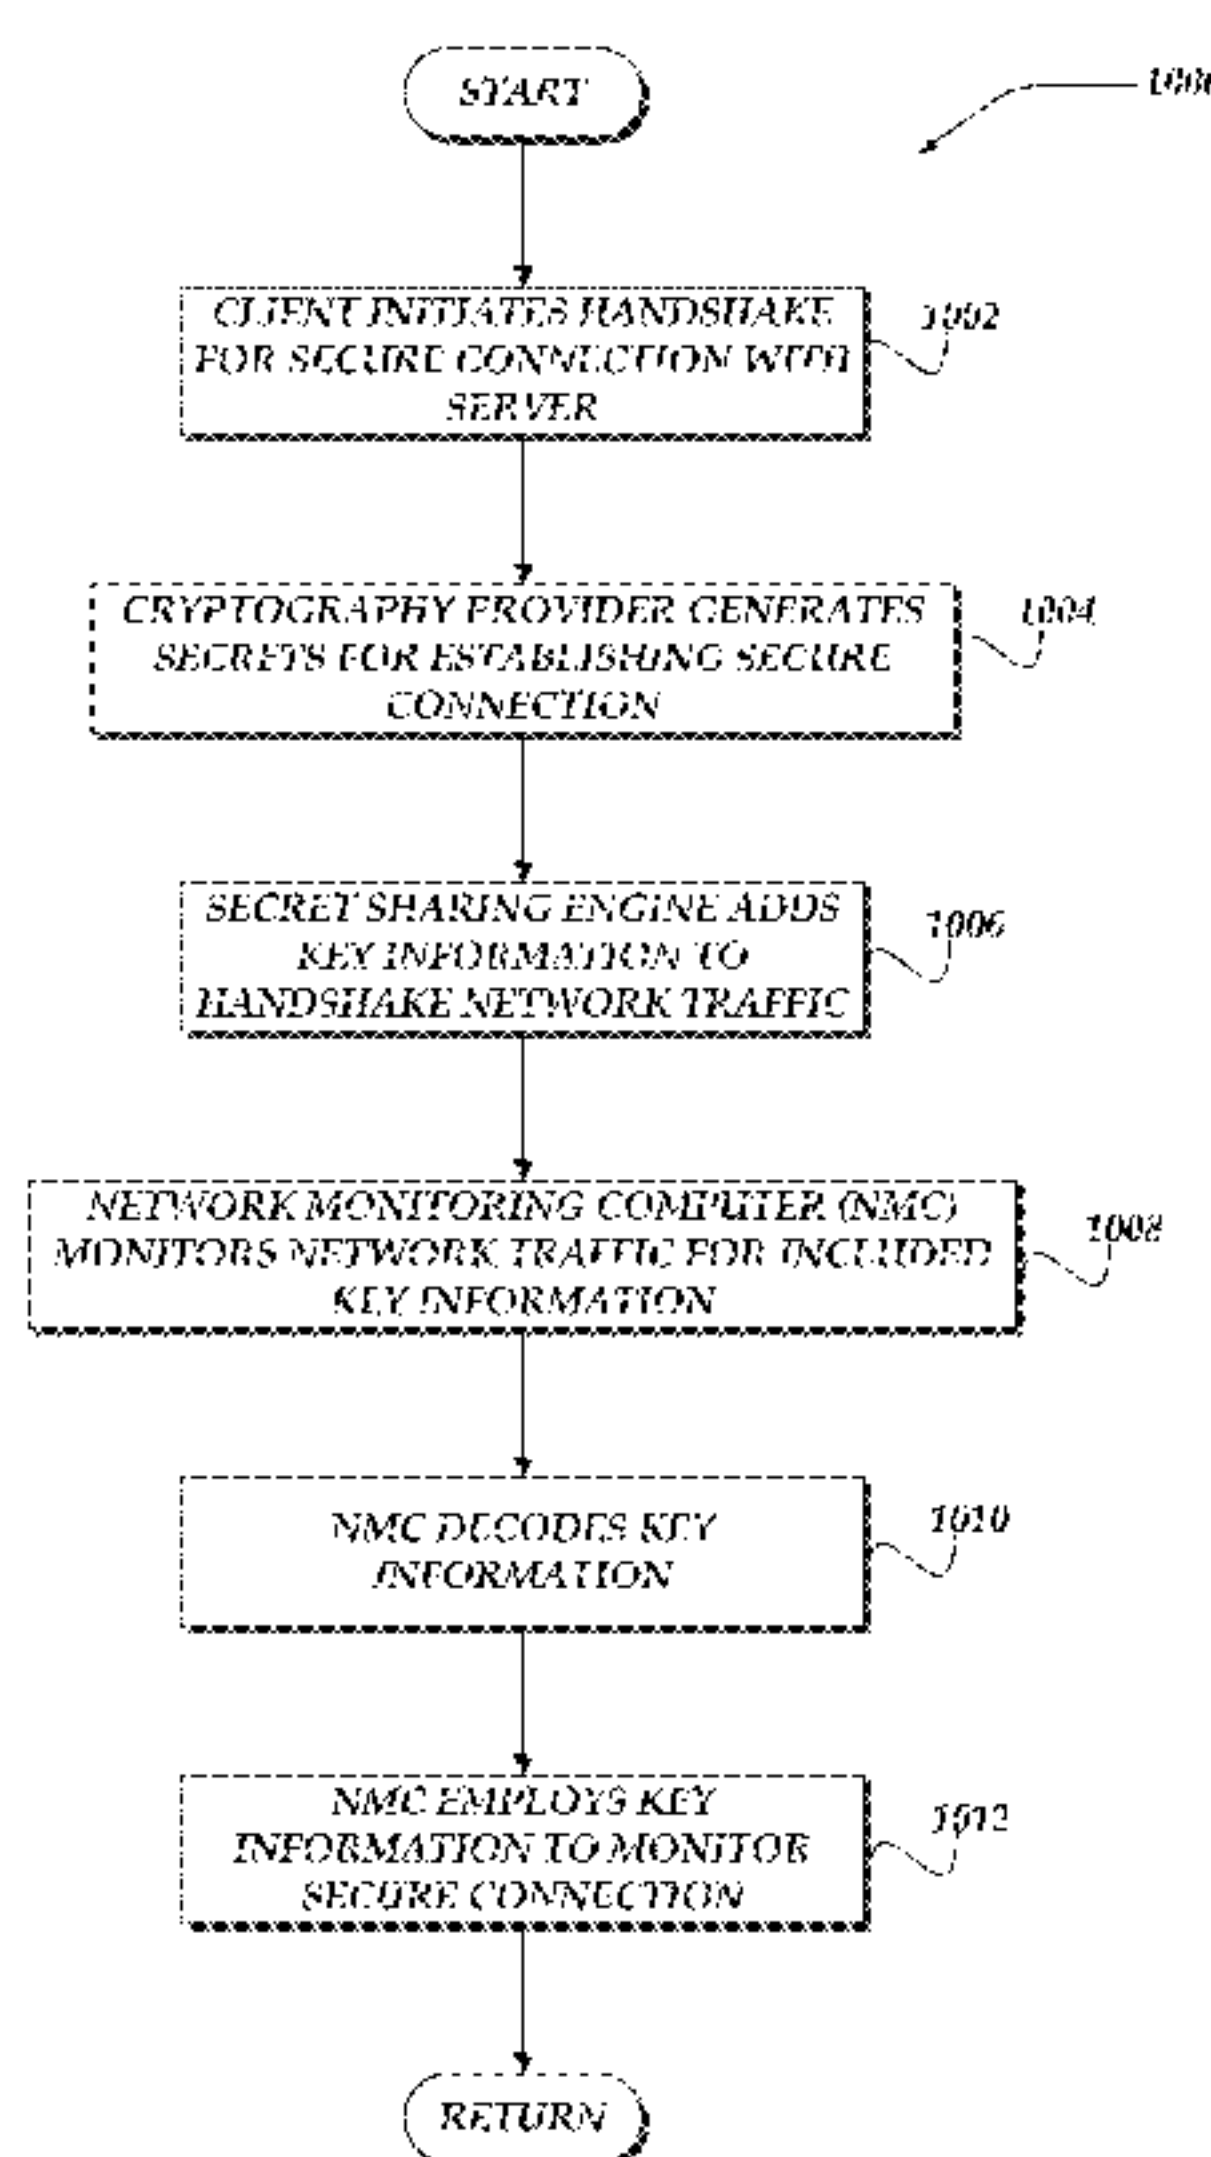 START
1000
CLIENT INITIATES HANDSHAKE
FOR SECURE CONNECTION WITH
SERVER
1002
CRYPTOGRAPHY PROVIDER GENERATES
SECRETS FOR ESTABLISHING SECURE
CONNECTION
1004
SECRET SHARING ENGINE ADDS
KEY INFORMATION TO
HANDSHAKE NETWORK TRAFFIC
1006
NETWORK MONITORING COMPUTER (NMC)
MONITORS NETWORK TRAFFIC FOR INCLUDED
KEY INFORMATION
1008
NMC DECODES KEY
INFORMATION
1010
NMC EMPLOYS KEY
INFORMATION TO MONITOR
SECURE CONNECTION
1012
RETURN